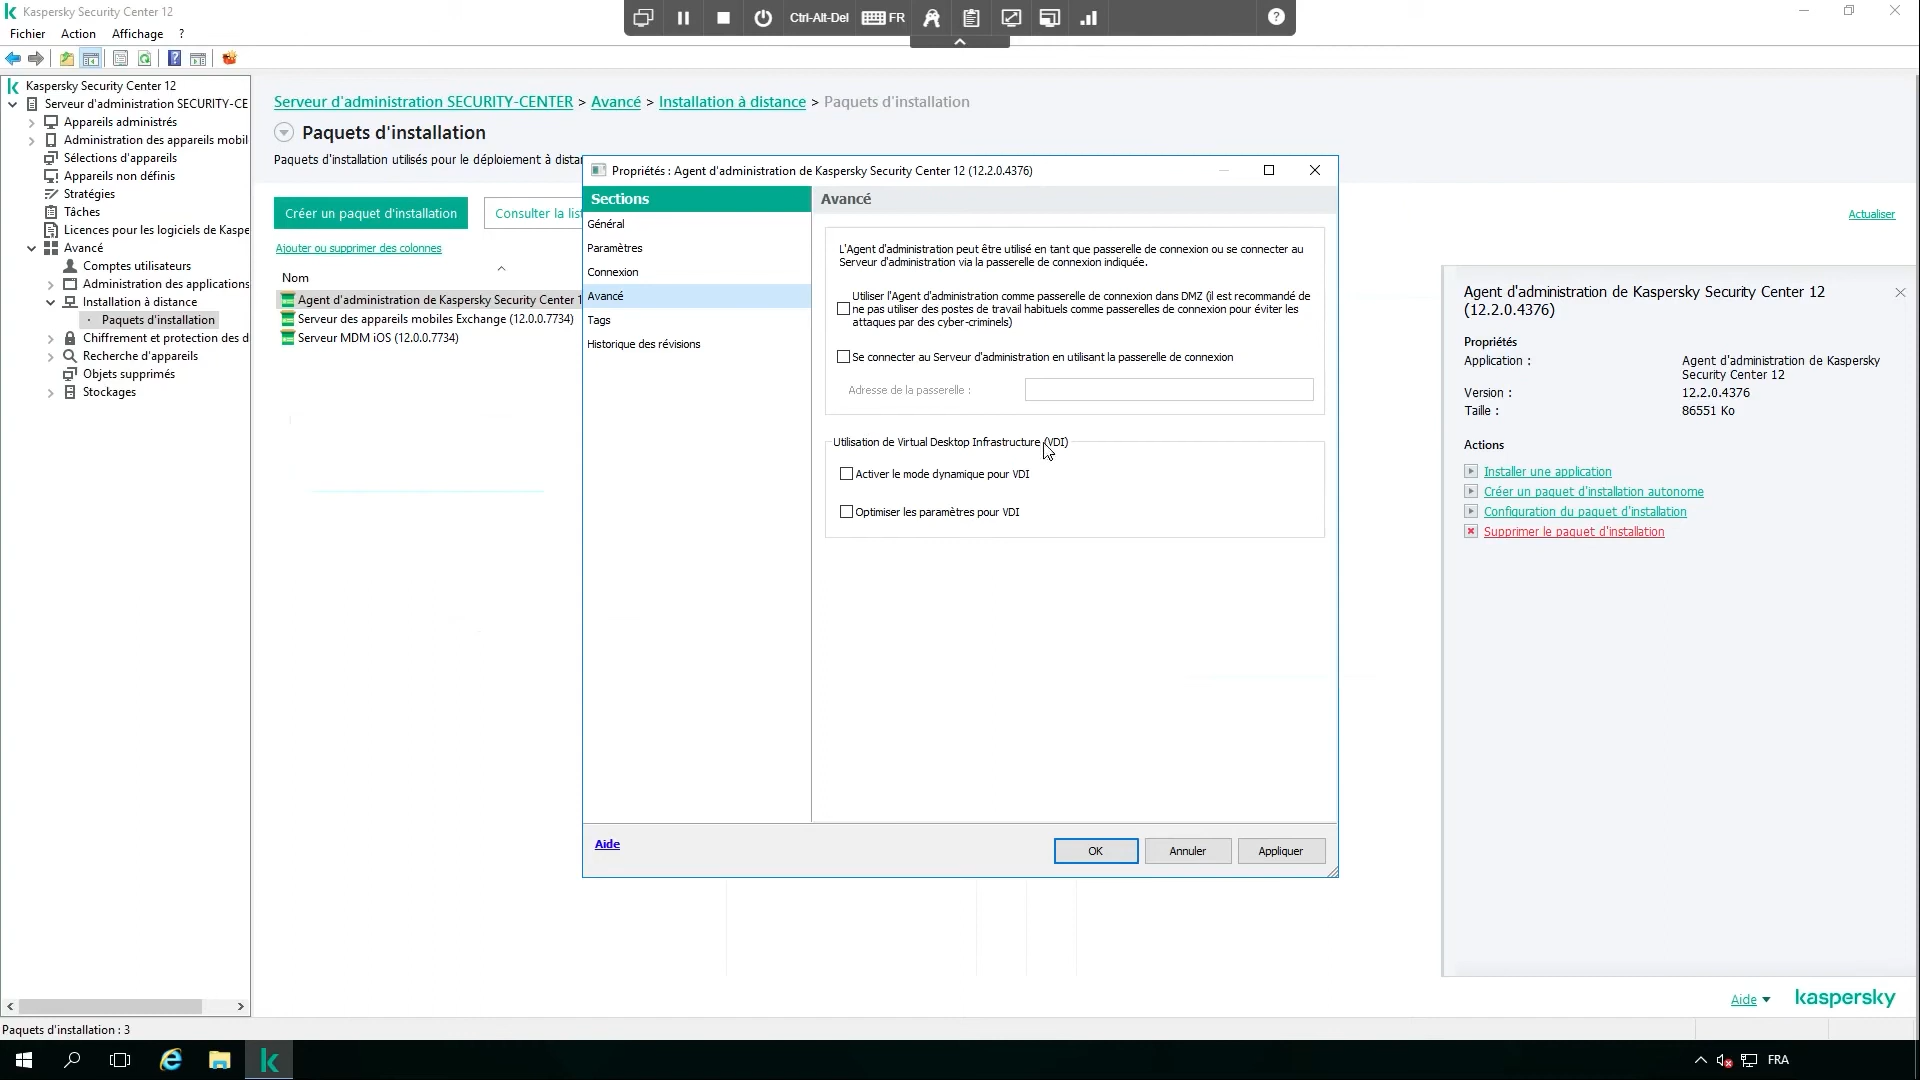 Kaspersky Security Center 12
Ctrl-Alt-Del
FR
Fichier
Action
Affichage
?
Kaspersky Security Center 12
Serveur d'administration SECURITY-CE
Appareils administrés
Administration des appareils mobil
Sélections d'appareils
Appareils non définis
Stratégies
Tâches
Licences pour les logiciels de Kaspe
Avancé
Comptes utilisateurs
Administration des applications
Installation à distance
Paquets d'installation
Chiffrement et protection des d
Recherche d'appareils
Objets supprimés
Stockages
Serveur d'administration SECURITY-CENTER > Avancé > Installation à distance > Paquets d'installation
Paquets d'installation
Paquets d'installation utilisés pour le déploiement à distan
Créer un paquet d'installation
Consulter la list
Actualiser
Ajouter ou supprimer des colonnes
Nom
Agent d'administration de Kaspersky Security Center 1
Serveur des appareils mobiles Exchange (12.0.0.7734)
Serveur MDM iOS (12.0.0.7734)
Propriétés : Agent d'administration de Kaspersky Security Center 12 (12.2.0.4376)
Sections
Général
Paramètres
Connexion
Avancé
Tags
Historique des révisions
Avancé
L'Agent d'administration peut être utilisé en tant que passerelle de connexion ou se connecter au
Serveur d'administration via la passerelle de connexion indiquée.
Utiliser l'Agent d'administration comme passerelle de connexion dans DMZ (il est recommandé de
ne pas utiliser des postes de travail habituels comme passerelles de connexion pour éviter les
attaques par des cyber-criminels)
Se connecter au Serveur d'administration en utilisant la passerelle de connexion
Adresse de la passerelle :
Utilisation de Virtual Desktop Infrastructure (VDI)
Activer le mode dynamique pour VDI
Optimiser les paramètres pour VDI
Aide
OK
Annuler
Appliquer
Agent d'administration de Kaspersky Security Center 12
(12.2.0.4376)
Propriétés
Application :
Agent d'administration de Kaspersky
Security Center 12
Version :
12.2.0.4376
Taille :
86551 Ko
Actions
Installer une application
Créer un paquet d'installation autonome
Configuration du paquet d'installation
Supprimer le paquet d'installation
Aide
kaspersky
Paquets d'installation : 3
FRA